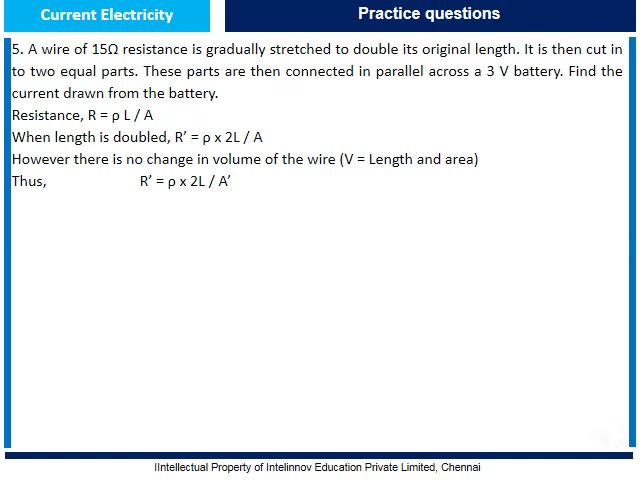 Current Electricity
Practice questions
5. A wire of 15Ω resistance is gradually stretched to double its original length. It is then cut in
to two equal parts. These parts are then connected in parallel across a 3 V battery. Find the
current drawn from the battery.
Resistance, R = ρ L / A
When length is doubled, R’ = ρ x 2L / A
However there is no change in volume of the wire (V = Length and area)
Thus, R’ = ρ x 2L / A’
IIntellectual Property of Intelinnov Education Private Limited, Chennai